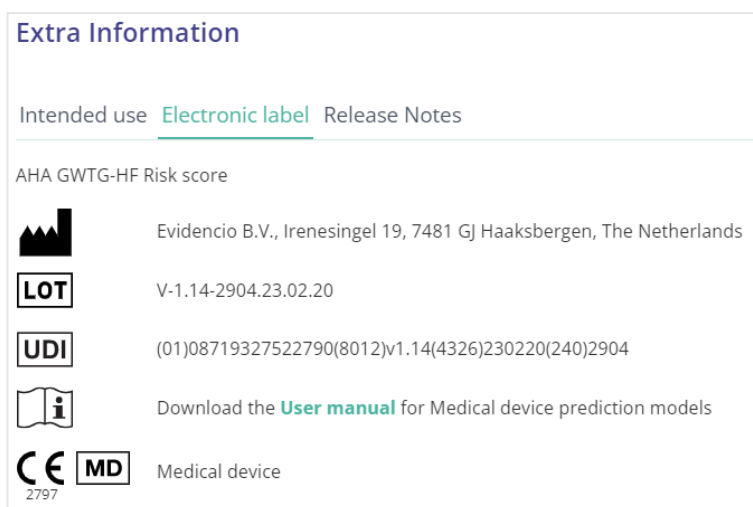 Extra Information
Intended use Electronic label Release Notes
AHA GWTG-HF Risk score
Evidencio B.V., Irenesingel 19, 7481 GJ Haaksbergen, The Netherlands
LOT V-1.14-2904.23.02.20
UDI (01)08719327522790(8012)v1.14(4326)230220(240)2904
i Download the User manual for Medical device prediction models
CE MD Medical device
2797